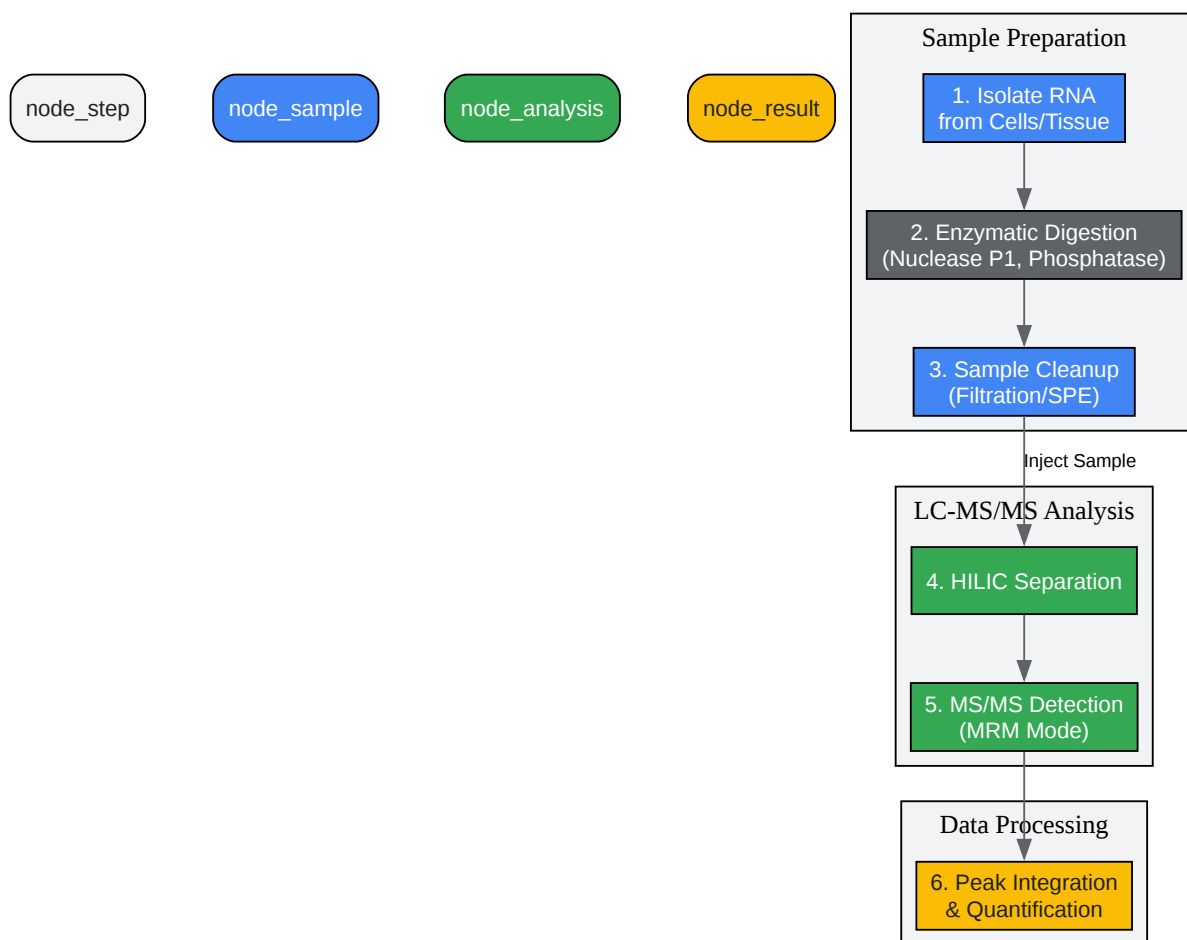 Sample Preparation
node_step
node_sample
node_analysis
node_result
1. Isolate RNA
from Cells/Tissue
2. Enzymatic Digestion
(Nuclease P1, Phosphatase)
3. Sample Cleanup
(Filtration/SPE)
Inject Sample
LC-MS/MS Analysis
4. HILIC Separation
5. MS/MS Detection
(MRM Mode)
Data Processing
6. Peak Integration
& Quantification